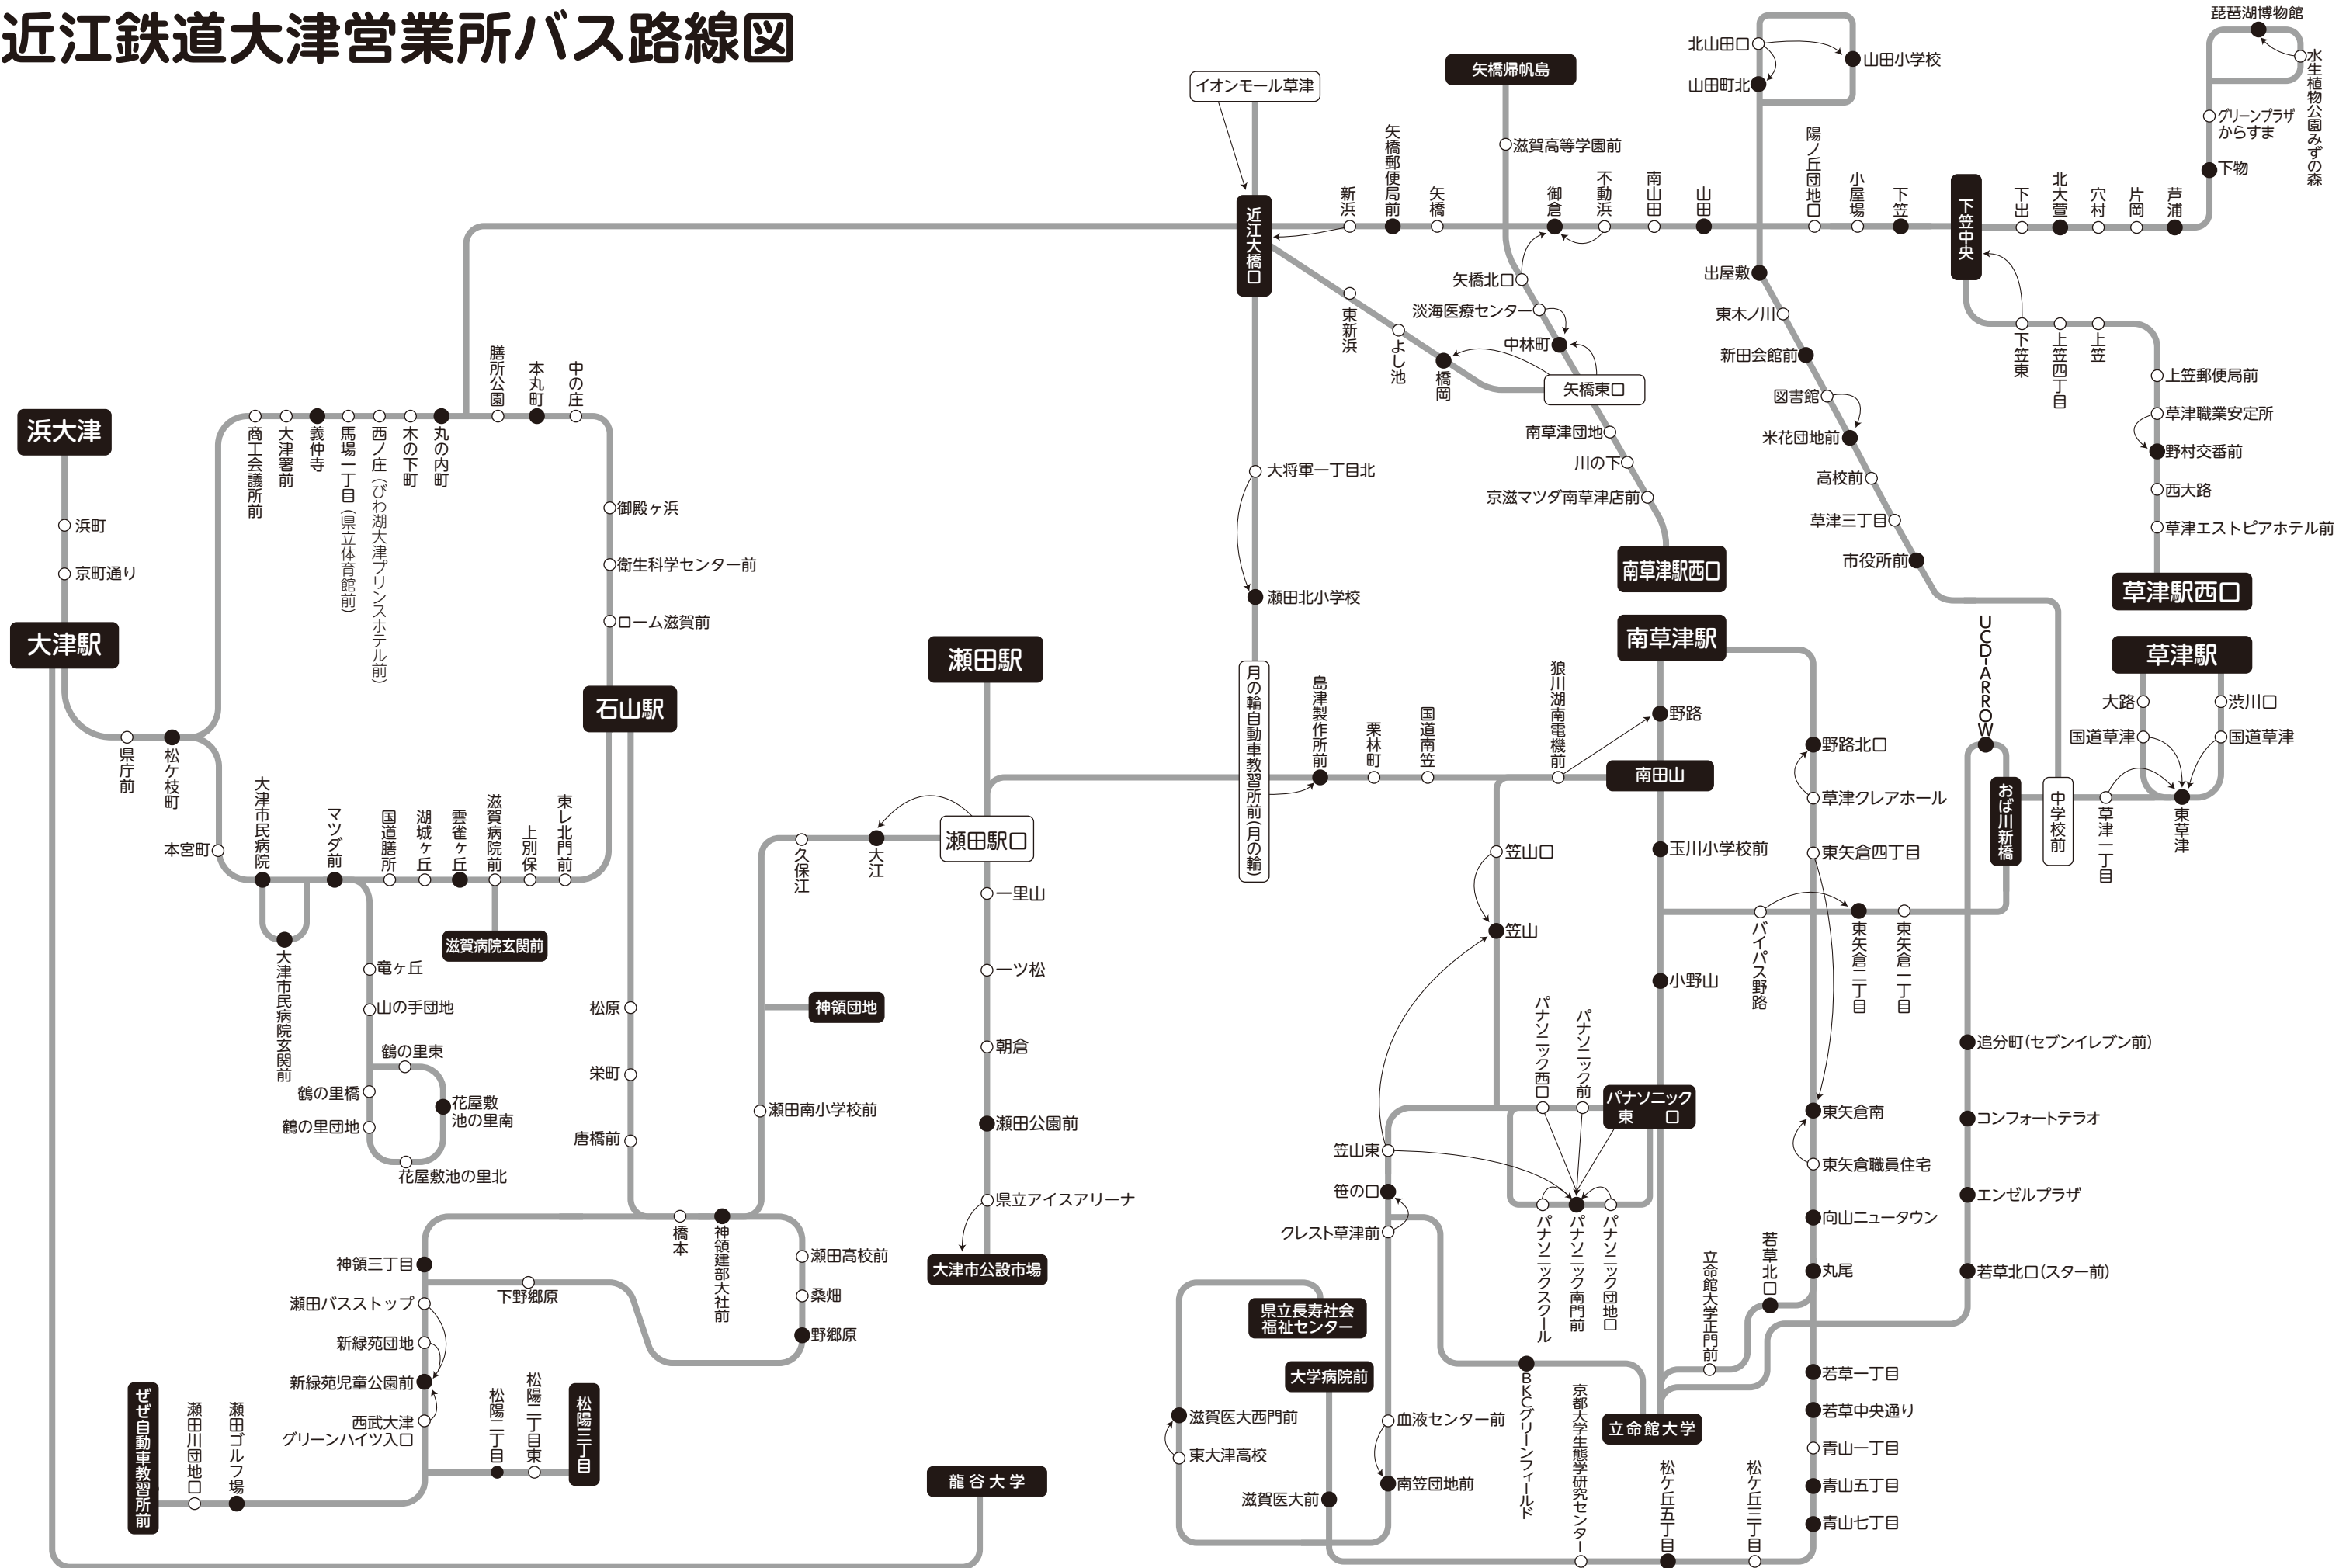 近江鉄道大津営業所バス路線図
浜大津
浜町
京町通り
大津駅
県庁前
松ケ枝町
商工会議所前
大津署前
義仲寺
馬場一丁目（県立体育館前）
西ノ庄（びわ湖大津プリンスホテル前）
木の下町
丸の内町
膳所公園
本丸町
中の庄
御殿ヶ浜
衛生科学センター前
ローム滋賀前
石山駅
本宮町
大津市民病院
大津市民病院玄関前
マツダ前
国道膳所
湖城ヶ丘
雲雀ヶ丘
滋賀病院前
上別保
東レ北門前
滋賀病院玄関前
竜ヶ丘
山の手団地
鶴の里東
鶴の里橋
鶴の里団地
花屋敷
池の里南
花屋敷池の里北
松原
栄町
唐橋前
橋本
神領建部大社前
神領三丁目
瀬田バスストップ
新緑苑団地
新緑苑児童公園前
西武大津
グリーンハイツ入口
下野郷原
瀬田高校前
桑畑
野郷原
松陽二丁目
松陽二丁目東
松陽三丁目
ぜぜ自動車教習所前
瀬田川団地口
瀬田ゴルフ場
瀬田駅
瀬田駅口
大江
久保江
神領団地
瀬田南小学校前
一里山
一ツ松
朝倉
瀬田公園前
県立アイスアリーナ
大津市公設市場
龍谷大学
イオンモール草津
近江大橋口
新浜
矢橋郵便局前
矢橋
矢橋帰帆島
滋賀高等学園前
御倉
不動浜
南山田
山田
北山田口
山田町北
山田小学校
陽ノ丘団地口
小屋場
下笠
下笠中央
下出
北大萱
穴村
片岡
芦浦
下物
グリーンプラザ
からすま
琵琶湖博物館
水生植物公園みずの森
東新浜
よし池
橋岡
矢橋北口
淡海医療センター
中林町
矢橋東口
南草津団地
川の下
京滋マツダ南草津店前
南草津駅西口
出屋敷
東木ノ川
新田会館前
図書館
米花団地前
高校前
草津三丁目
市役所前
下笠東
上笠四丁目
上笠
上笠郵便局前
草津職業安定所
野村交番前
西大路
草津エストピアホテル前
草津駅西口
草津駅
大路
国道草津
渋川口
国道草津
東草津
草津一丁目
中学校前
おば川新橋
UCD-ARROW
大将軍一丁目北
瀬田北小学校
月の輪自動車教習所前（月の輪）
島津製作所前
栗林町
国道南笠
狼川湖南電機前
南田山
南草津駅
野路
玉川小学校前
小野山
野路北口
草津クレアホール
東矢倉四丁目
バイパス野路
東矢倉二丁目
東矢倉一丁目
笠山口
笠山
パナソニック西口
パナソニック前
パナソニック
東　口
笠山東
笹の口
クレスト草津前
パナソニックスクール
パナソニック南門前
パナソニック団地口
東矢倉南
東矢倉職員住宅
向山ニュータウン
丸尾
若草北口
立命館大学正門前
追分町（セブンイレブン前）
コンフォートテラオ
エンゼルプラザ
若草北口（スター前）
若草一丁目
若草中央通り
青山一丁目
青山五丁目
青山七丁目
立命館大学
BKCグリーンフィールド
県立長寿社会
福祉センター
大学病院前
滋賀医大西門前
東大津高校
滋賀医大前
血液センター前
南笠団地前
京都大学生態学研究センター
松ケ丘五丁目
松ケ丘三丁目